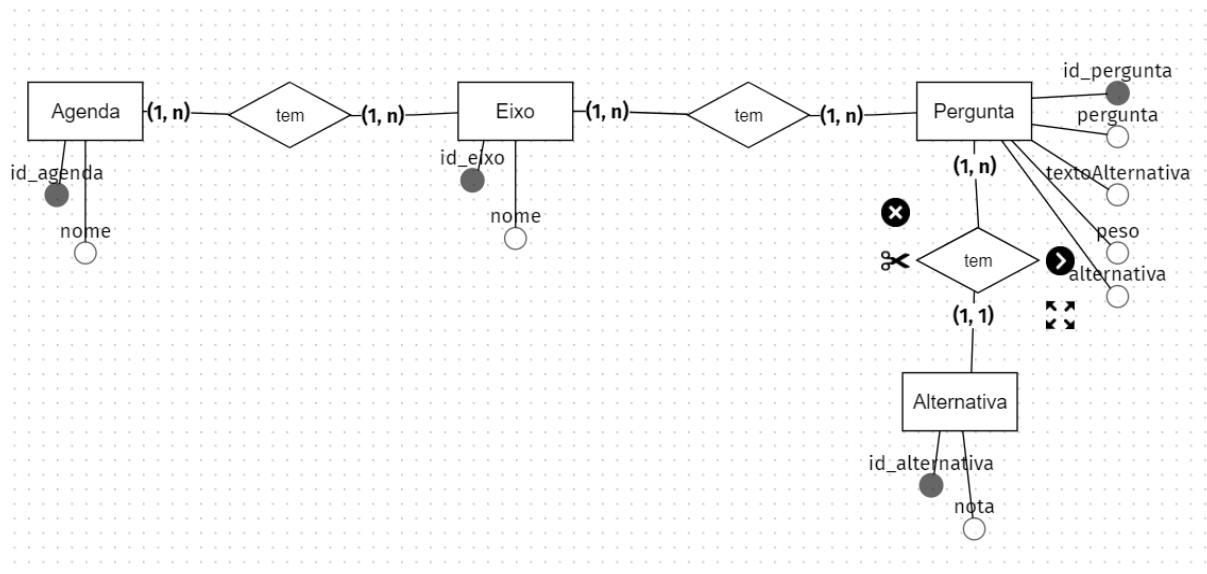 id_pergunta
Agenda
(1, n)
tem
(1, n)
Eixo
(1, n)
tem
(1, n)
Pergunta
pergunta
id_agenda
id_eixo
(1, n)
textoAlternativa
nome
nome
peso
tem
alternativa
(1, 1)
Alternativa
id_alternativa
nota